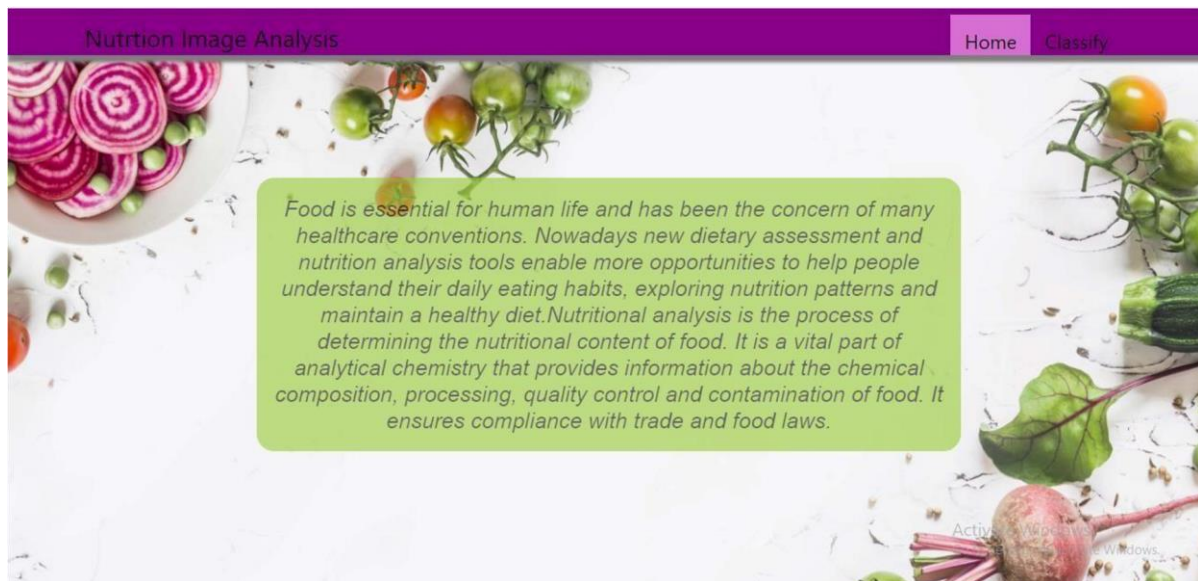 Nutrtion Image Analysis
Home Classify
Food is essential for human life and has been the concern of many
healthcare conventions. Nowadays new dietary assessment and
nutrition analysis tools enable more opportunities to help people
understand their daily eating habits, exploring nutrition patterns and
maintain a healthy diet.Nutritional analysis is the process of
determining the nutritional content of food. It is a vital part of
analytical chemistry that provides information about the chemical
composition, processing, quality control and contamination of food. It
ensures compliance with trade and food laws.
Activate Windows
Windows.